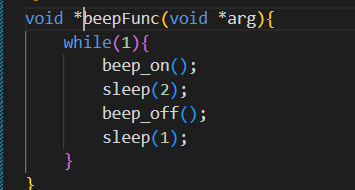 void *beepFunc(void *arg){
    while(1){
        beep_on();
        sleep(2);
        beep_off();
        sleep(1);
    }
}